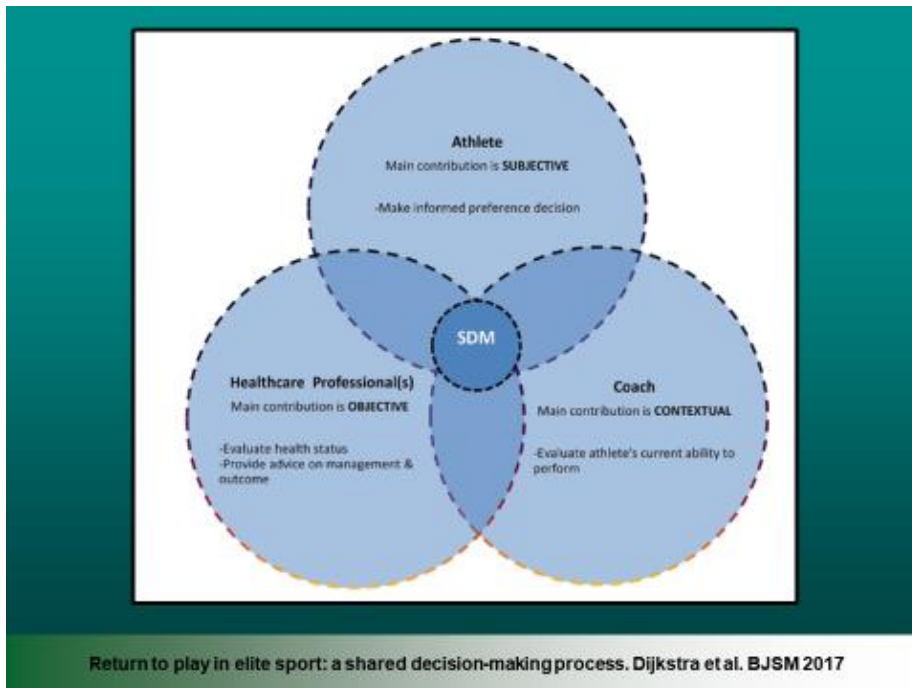 Athlete
Main contribution is SUBJECTIVE
-Make informed preference decision
SDM
Healthcare Professional(s)
Main contribution is OBJECTIVE
-Evaluate health status
-Provide advice on management &
outcome
Coach
Main contribution is CONTEXTUAL
-Evaluate athlete's current ability to
perform
Return to play in elite sport: a shared decision-making process. Dijkstra et al. BJSM 2017